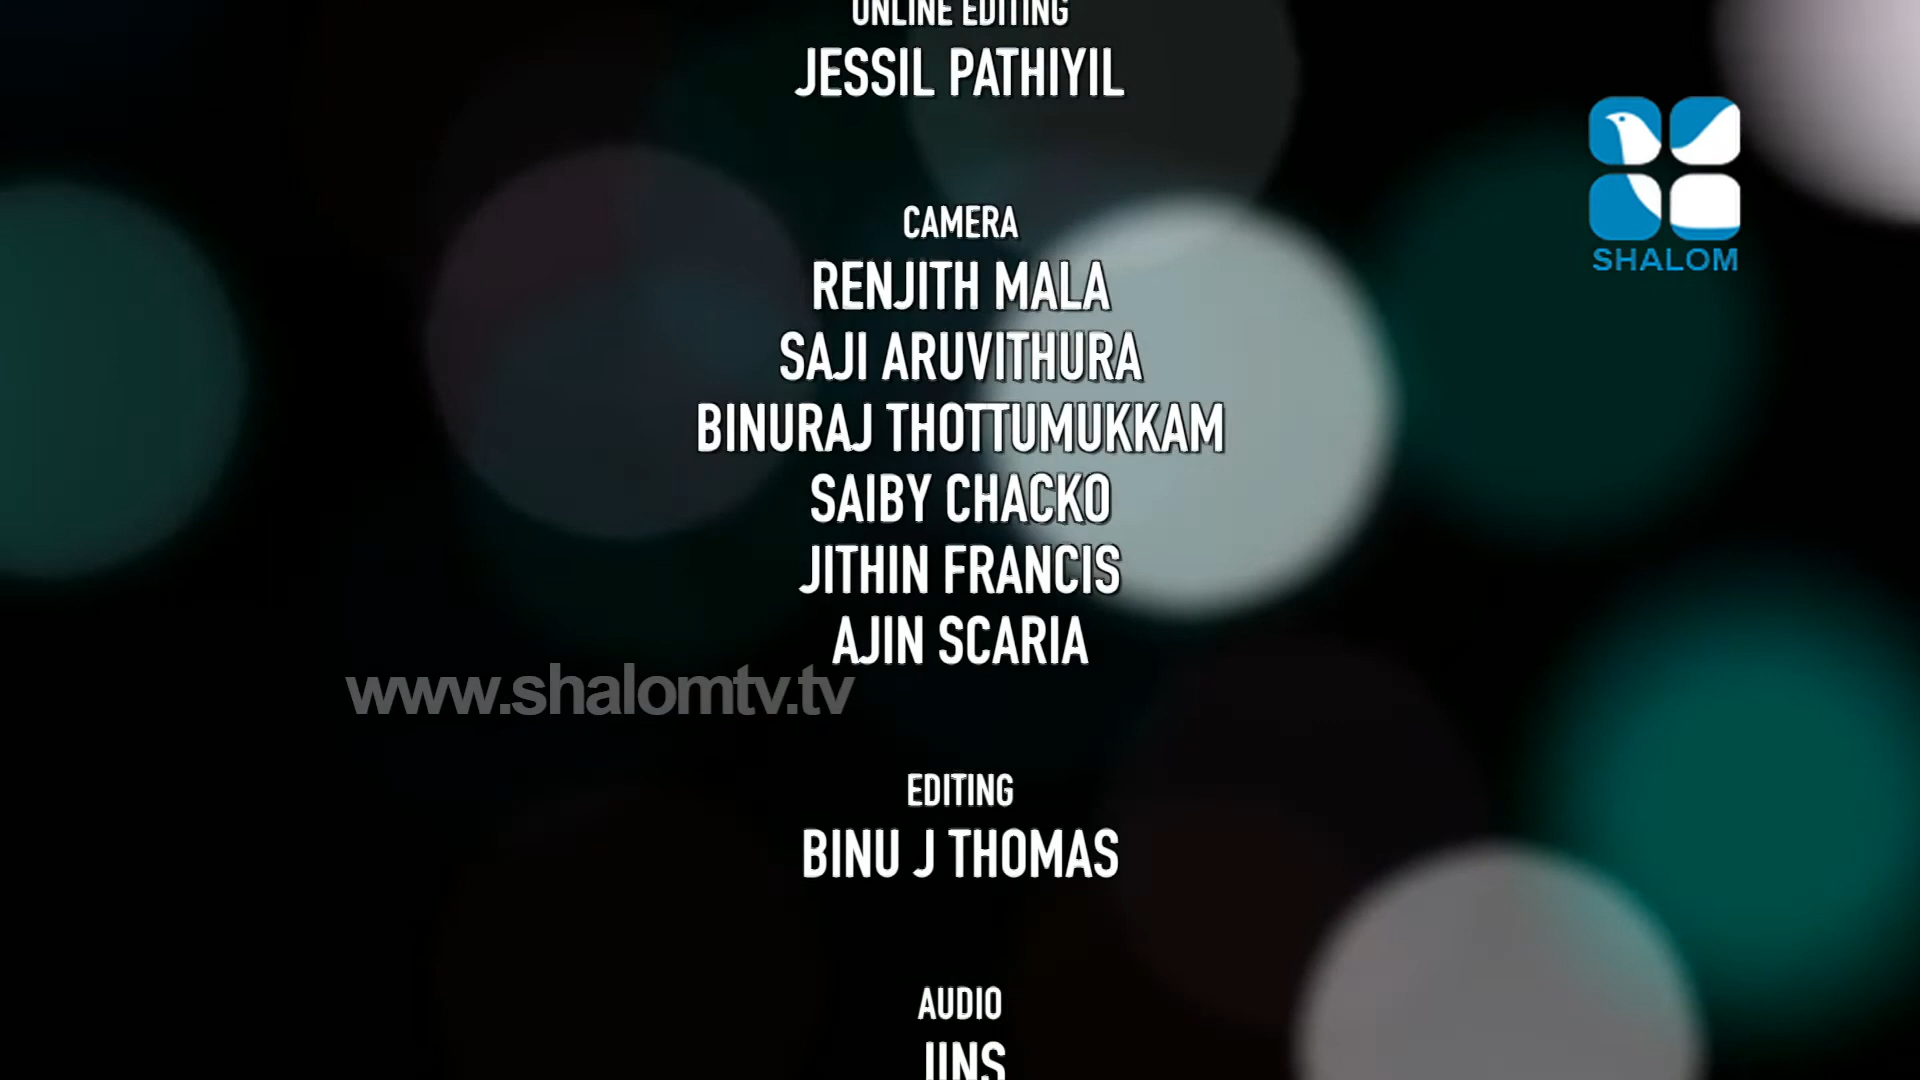 ONLINE EDITING
JESSIL PATHIYIL
SHALOM
CAMERA
RENJITH MALA
SAJI ARUVITHURA
BINURAJ THOTTUMUKKAM
SAIBY CHACKO
JITHIN FRANCIS
AJIN SCARIA
www.shalomtv.tv
EDITING
BINU J THOMAS
AUDIO